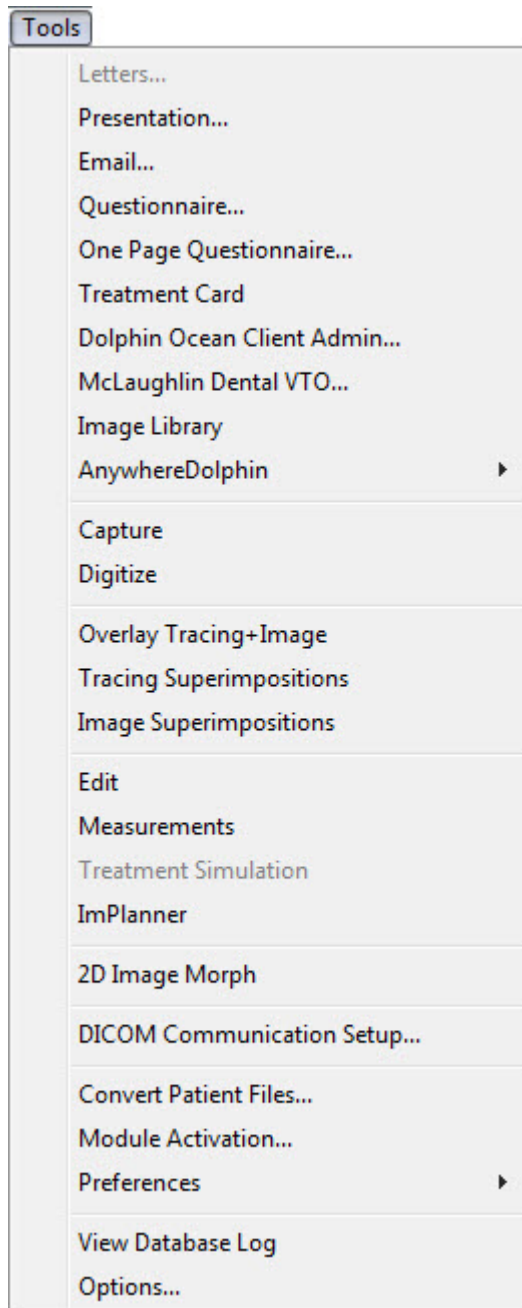 Tools
Letters...
Presentation...
Email...
Questionnaire...
One Page Questionnaire...
Treatment Card
Dolphin Ocean Client Admin...
McLaughlin Dental VTO...
Image Library
AnywhereDolphin
Capture
Digitize
Overlay Tracing+Image
Tracing Superimpositions
Image Superimpositions
Edit
Measurements
Treatment Simulation
ImPlanner
2D Image Morph
DICOM Communication Setup...
Convert Patient Files...
Module Activation...
Preferences
View Database Log
Options...